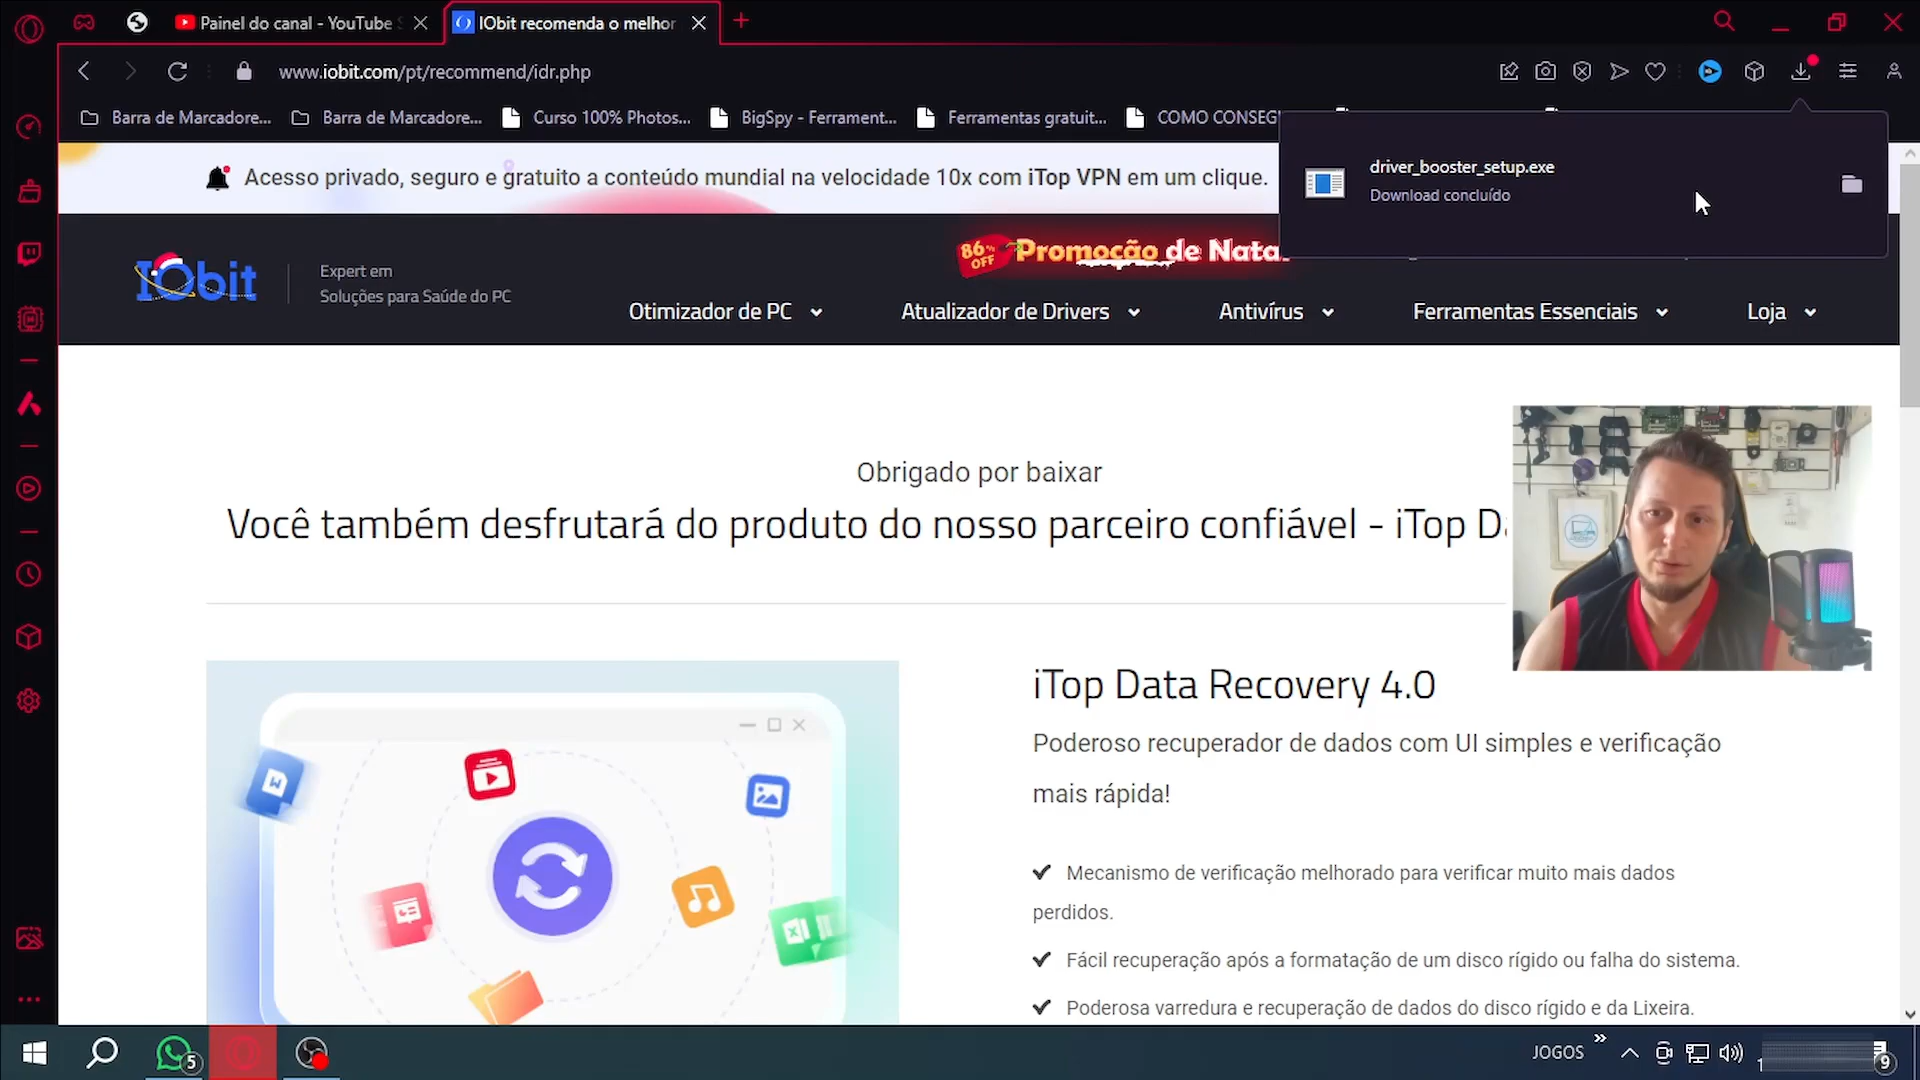 Painel do canal - YouTube S
IObit recomenda o melhor
www.iobit.com/pt/recommend/idr.php
Barra de Marcadore...
Barra de Marcadore...
Curso 100% Photos...
BigSpy - Ferrament...
Ferramentas gratuit...
COMO CONSEGU
driver_booster_setup.exe
Download concluído
Acesso privado, seguro e gratuito a conteúdo mundial na velocidade 10x com iTop VPN em um clique.
86% OFF
Promoção de Nata
IObit
Expert em
Soluções para Saúde do PC
Otimizador de PC
Atualizador de Drivers
Antivírus
Ferramentas Essenciais
Loja
Obrigado por baixar
Você também desfrutará do produto do nosso parceiro confiável - iTop Da
iTop Data Recovery 4.0
Poderoso recuperador de dados com UI simples e verificação
mais rápida!
Mecanismo de verificação melhorado para verificar muito mais dados
perdidos.
Fácil recuperação após a formatação de um disco rígido ou falha do sistema.
Poderosa varredura e recuperação de dados do disco rígido e da Lixeira.
W
X
5
JOGOS
9